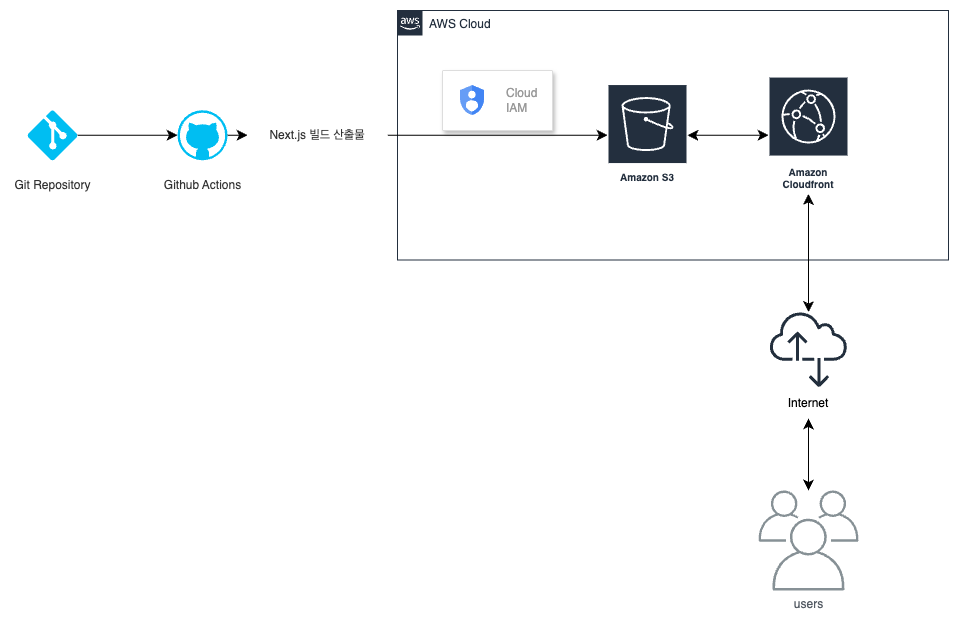 aws
AWS Cloud
Cloud
IAM
Next.js 빌드 산출물
Git Repository
Github Actions
Amazon S3
Amazon
Cloudfront
Internet
users